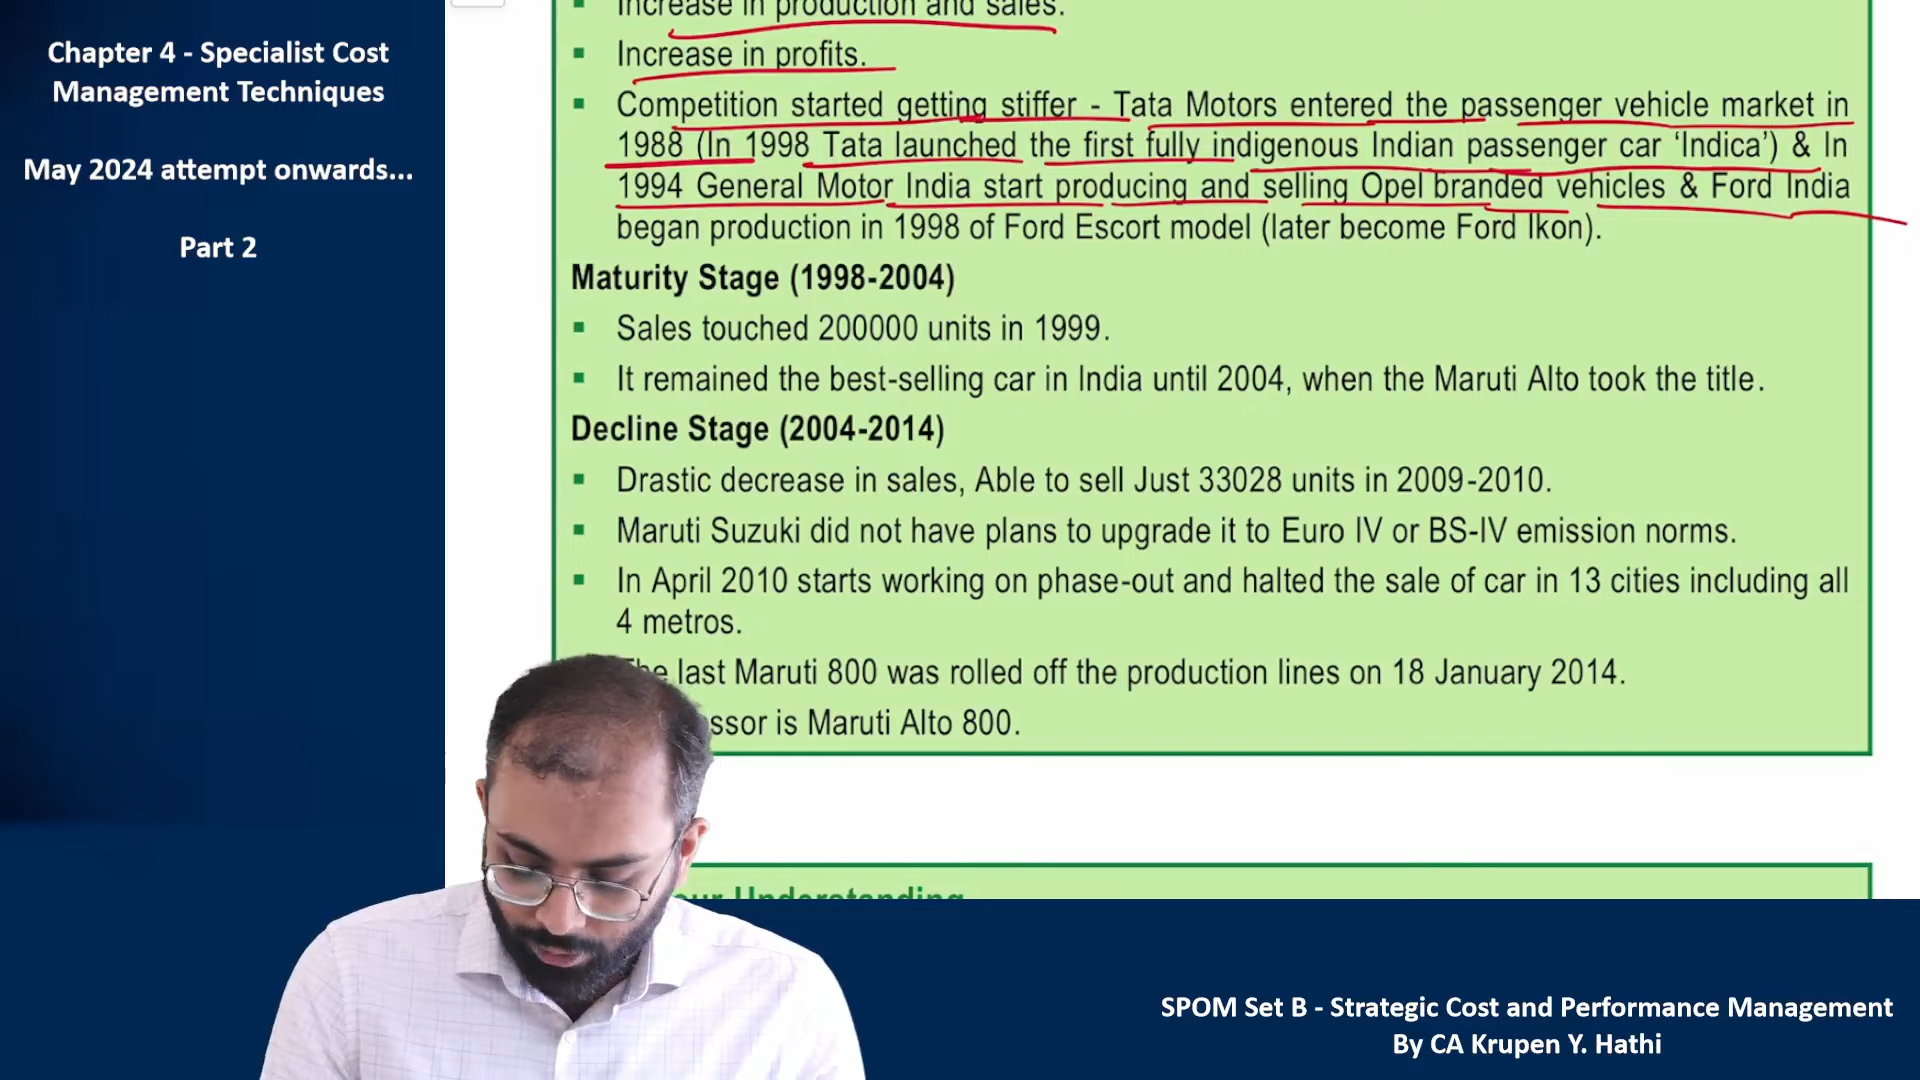 Chapter 4 - Specialist Cost
Management Techniques
May 2024 attempt onwards...
Part 2
Increase in production and sales.
Increase in profits.
Competition started getting stiffer - Tata Motors entered the passenger vehicle market in
1988 (In 1998 Tata launched the first fully indigenous Indian passenger car ‘Indica’) & In
1994 General Motor India start producing and selling Opel branded vehicles & Ford India
began production in 1998 of Ford Escort model (later become Ford Ikon).
Maturity Stage (1998-2004)
Sales touched 200000 units in 1999.
It remained the best-selling car in India until 2004, when the Maruti Alto took the title.
Decline Stage (2004-2014)
Drastic decrease in sales, Able to sell Just 33028 units in 2009-2010.
Maruti Suzuki did not have plans to upgrade it to Euro IV or BS-IV emission norms.
In April 2010 starts working on phase-out and halted the sale of car in 13 cities including all
4 metros.
last Maruti 800 was rolled off the production lines on 18 January 2014.
is Maruti Alto 800.
Understanding
SPOM Set B - Strategic Cost and Performance Management
By CA Krupen Y. Hathi